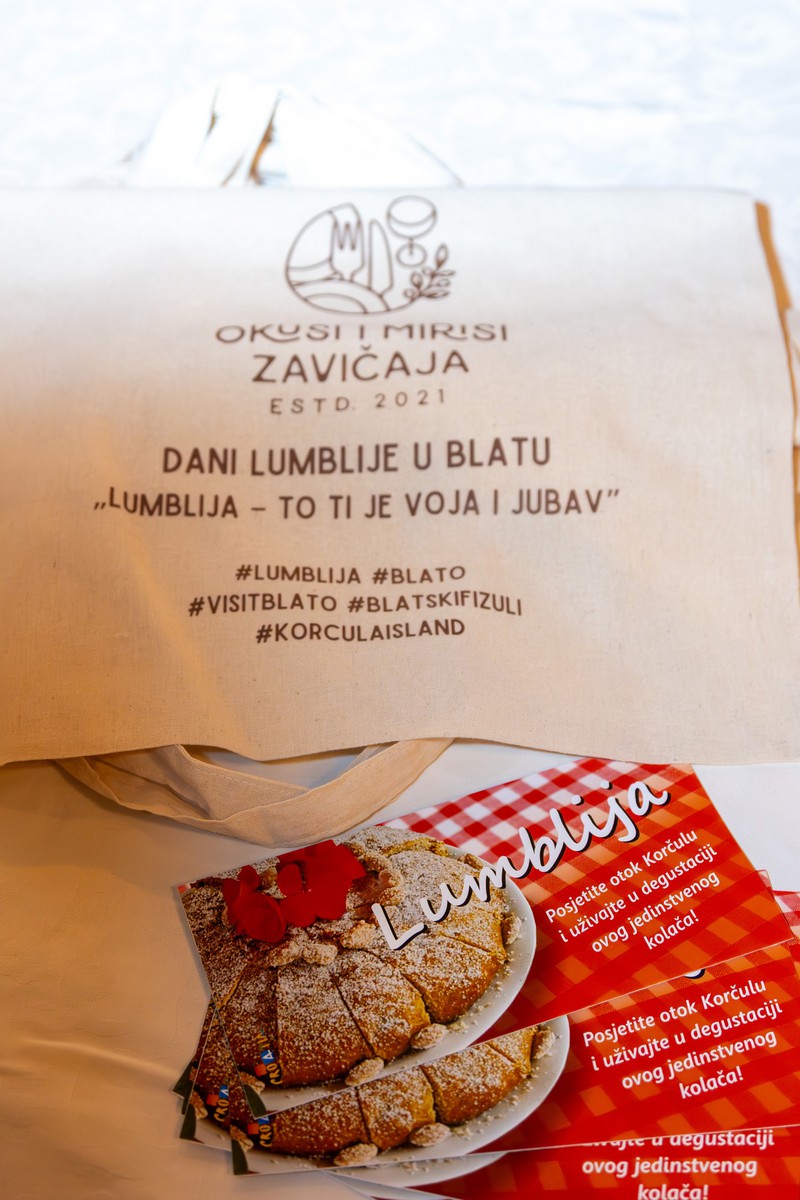 OKUSI I MIRISI
ZAVIČAJA
ESTD. 2021
DANI LUMBLIJE U BLATU
„LUMBLIJA – TO TI JE VOJA I JUBAV”
#LUMBLIJA #BLATO
#VISITBLATO #BLATSKIFIZULI
#KORCULAISLAND
Lumblija
Posjetite otok Korčulu
i uživajte u degustaciji
ovog jedinstvenog
kolača!
Posjetite otok Korčulu
i uživajte u degustaciji
ovog jedinstvenog
kolača!
degustaciji
ovog jedinstvenog
kolača!